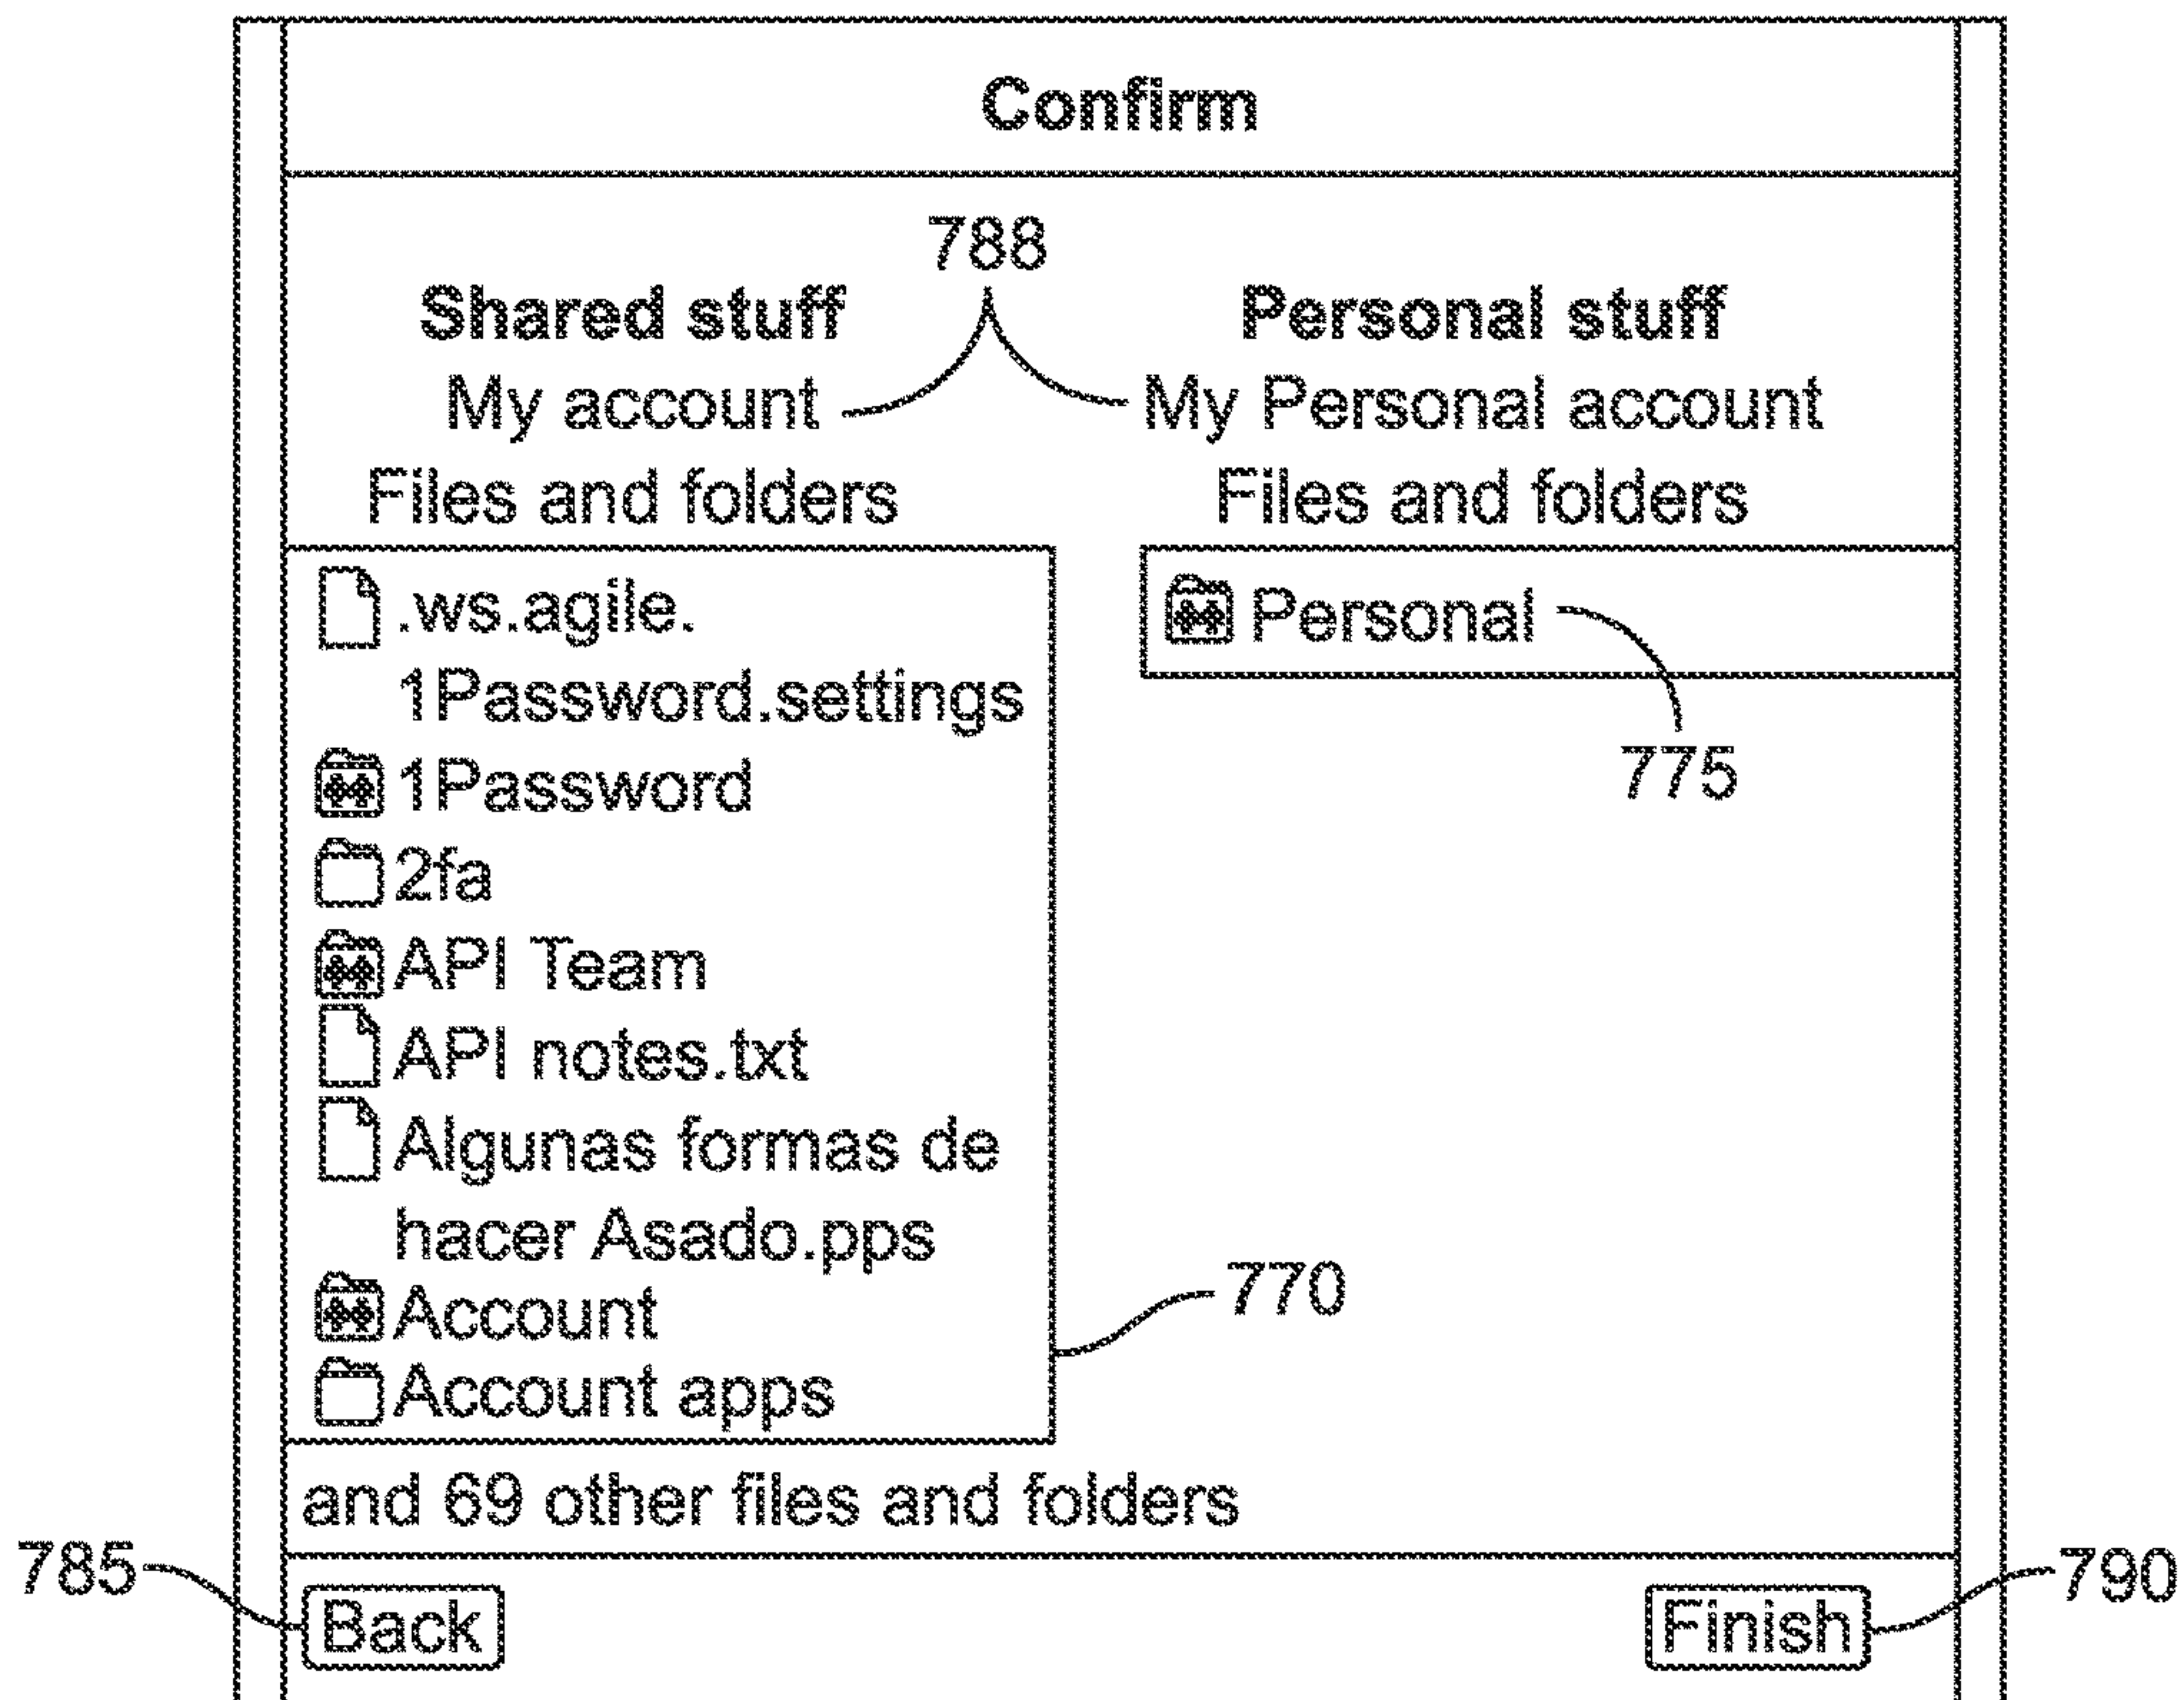 Confirm
788
Shared stuff
Personal stuff
My account
My Personal account
Files and folders
Files and folders
.ws.agile.
1Password.settings
1Password
2fa
API Team
API notes.txt
Algunas formas de
hacer Asado.pps
Account
Account apps
Personal
775
770
and 69 other files and folders
785
Back
Finish
790